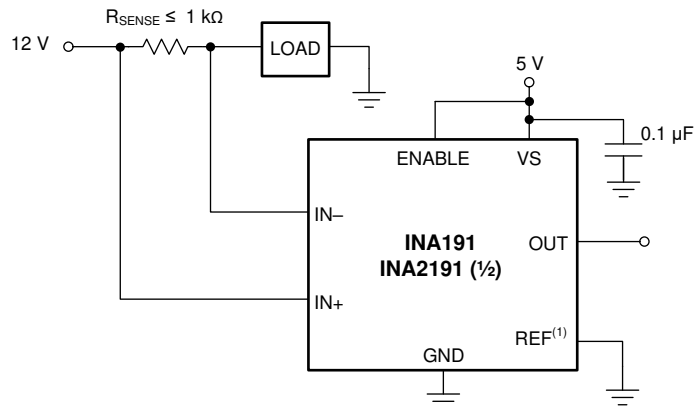 R_SENSE ≤ 1 kΩ
12 V
LOAD
5 V
0.1 µF
ENABLE
VS
IN–
INA191
INA2191 (½)
OUT
IN+
REF(1)
GND